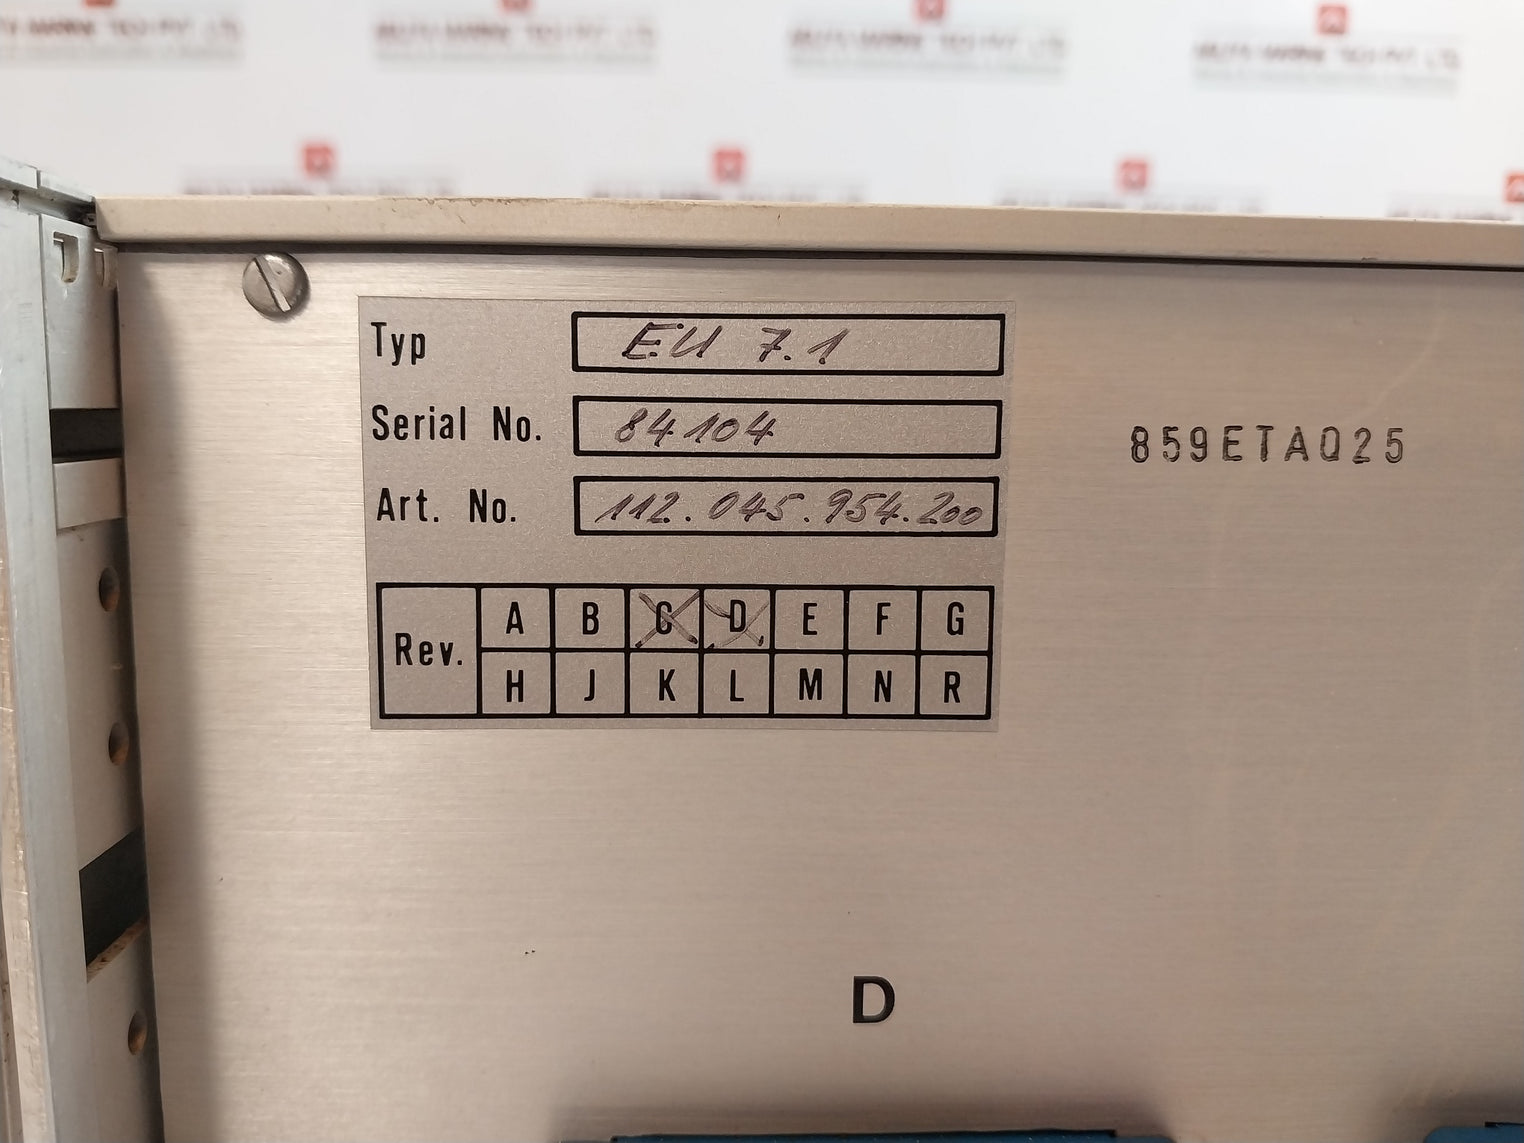 Typ EU 7.1
Serial No. 84104
Art. No. 112.045.954.200
859ETAQ25
Rev. A B C D E F G
H J K L M N R
D